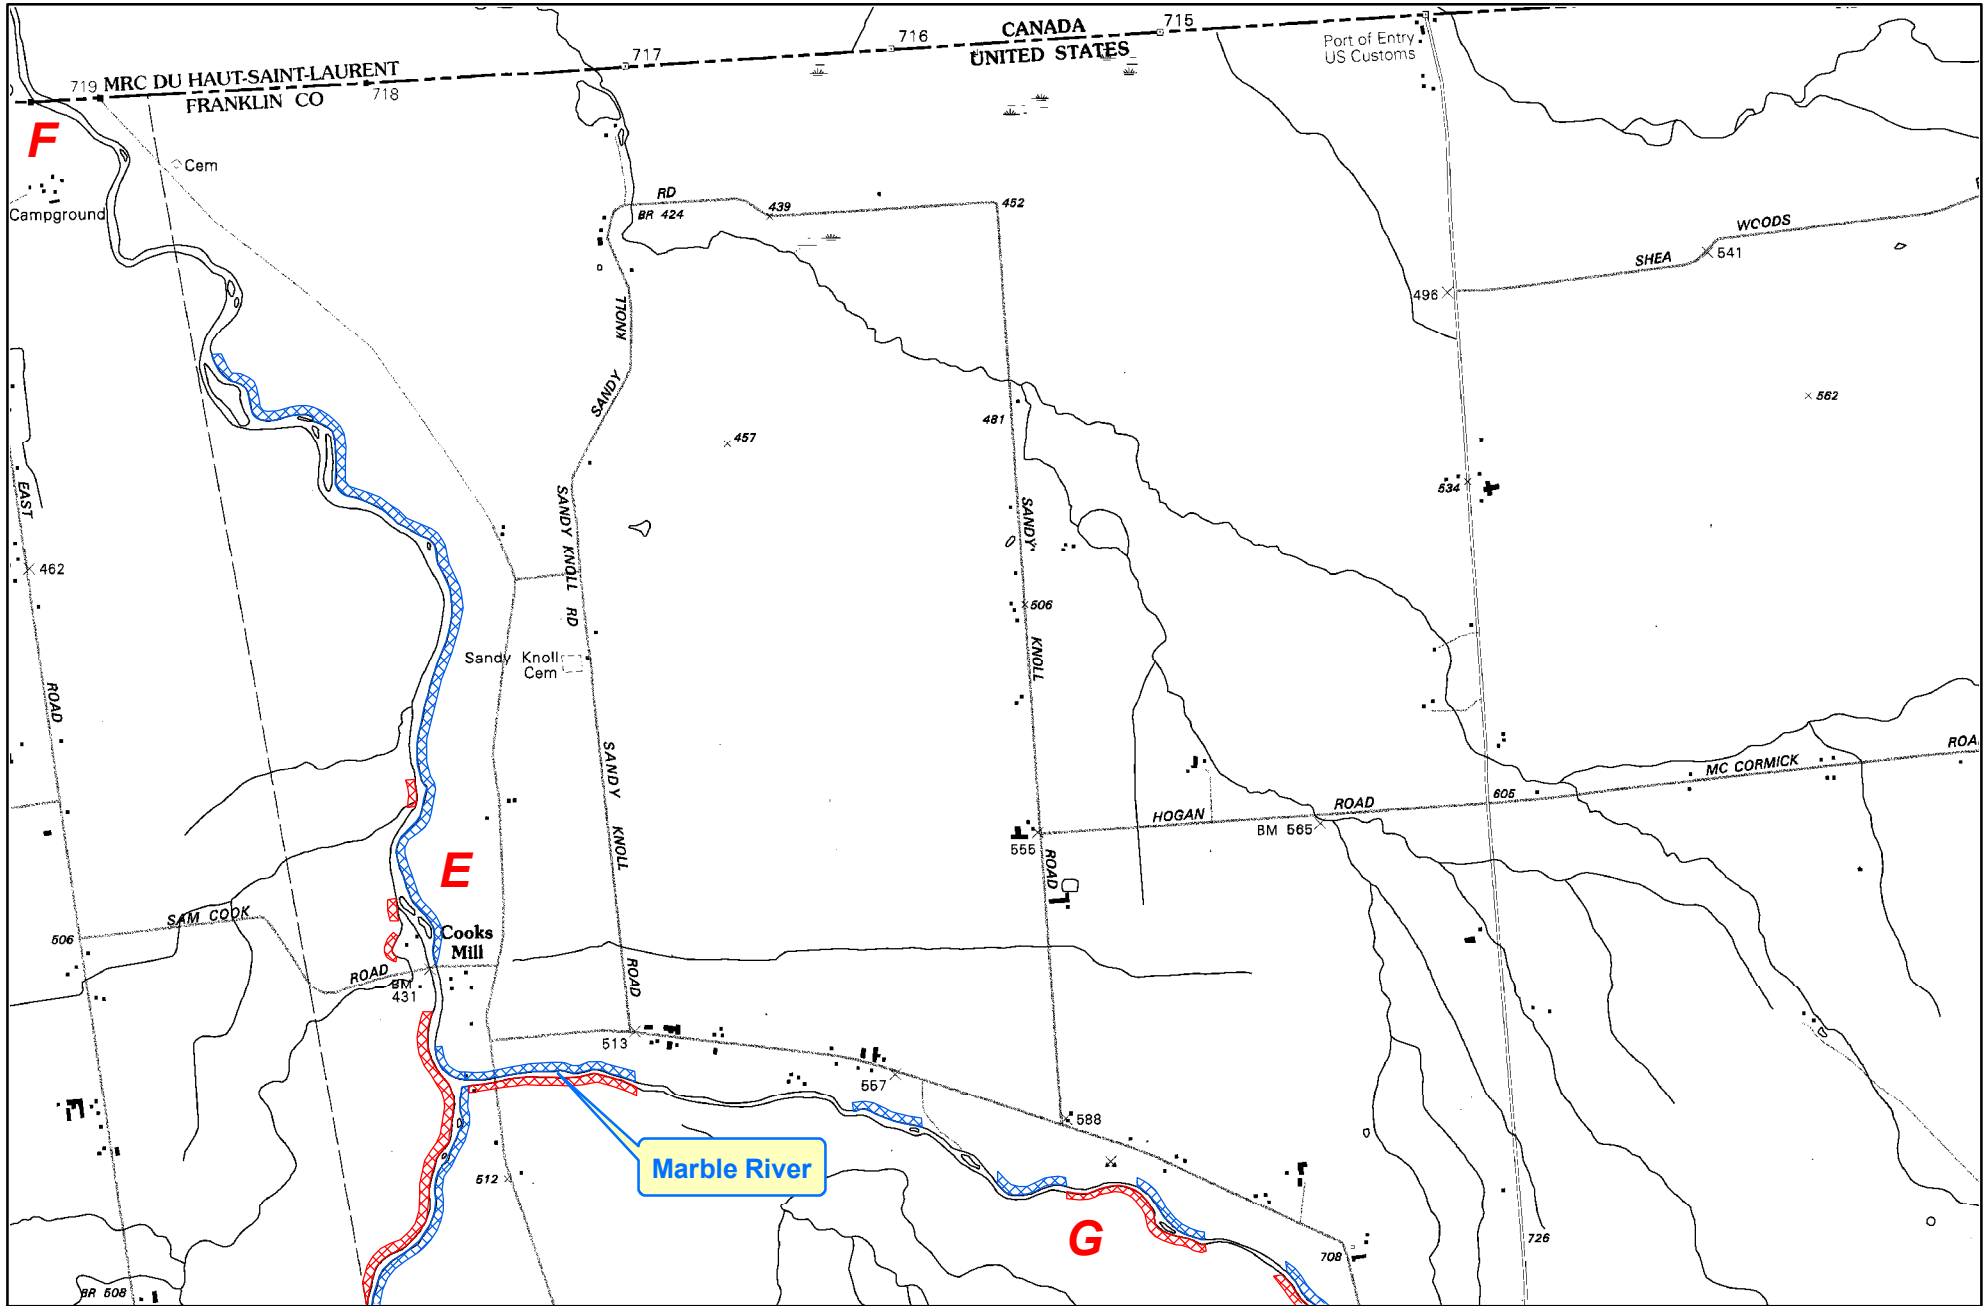 CANADA
UNITED STATES
715
716
717
718
719
MRC DU HAUT-SAINT-LAURENT
FRANKLIN CO
Port of Entry
US Customs
F
Cem
Campground
RD
BR 424
439
452
WOODS
SHEA
541
496
KNOLL
SANDY
481
457
562
534
EAST
462
SANDY KNOLL RD
SANDY
506
KNOLL
Sandy Knoll
Cem
ROAD
SANDY
KNOLL
ROAD
MC CORMICK
ROA
605
HOGAN
ROAD
BM 565
555
ROAD
E
SAM COOK
506
ROAD
Cooks
Mill
BM
431
513
567
588
Marble River
512
G
708
726
BR 508